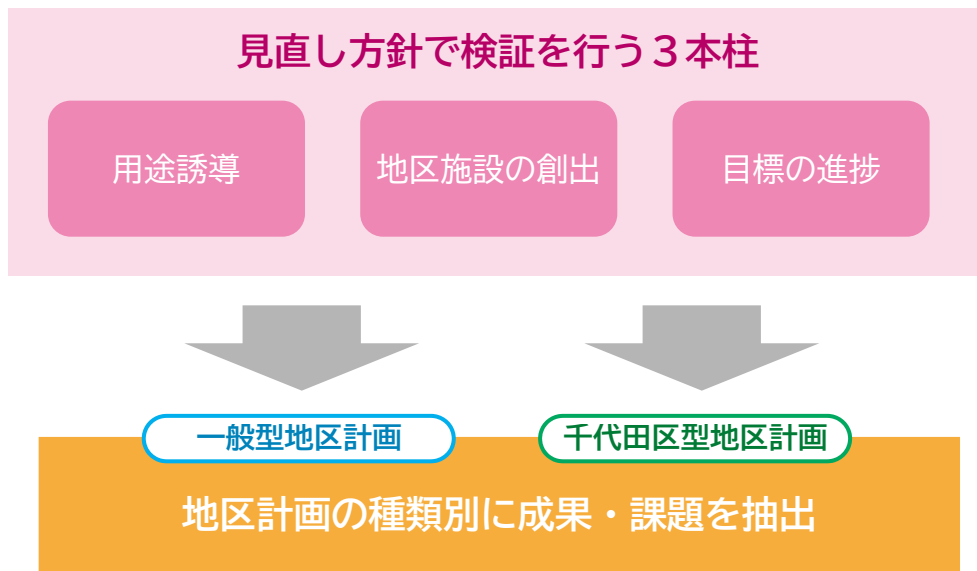 見直し方針で検証を行う３本柱
用途誘導
地区施設の創出
目標の進捗
一般型地区計画
千代田区型地区計画
地区計画の種類別に成果・課題を抽出